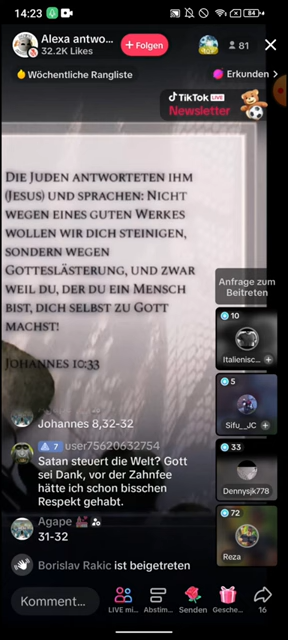 14:23
84
Alexa antwo...
32.2K Likes
+ Folgen
81
Wöchentliche Rangliste
Erkunden >
TikTok LIVE
Newsletter
Die Juden antworteten ihm
(Jesus) und sprachen: Nicht
wegen eines guten Werkes
wollen wir dich steinigen,
sondern wegen
Gotteslästerung, und zwar
weil du, der du ein Mensch
bist, dich selbst zu Gott
machst!
Johannes 10:33
Anfrage zum
Beitreten
10
Italienisc...
5
Sifu_JC
33
Dennysjk778
72
Reza
Johannes 8,32-32
7 user75620632754
Satan steuert die Welt? Gott
sei Dank, vor der Zahnfee
hätte ich schon bisschen
Respekt gehabt.
Agape
31-32
Borislav Rakic ist beigetreten
Komment...
LIVE mi...
Abstim...
Senden
Gesche...
16